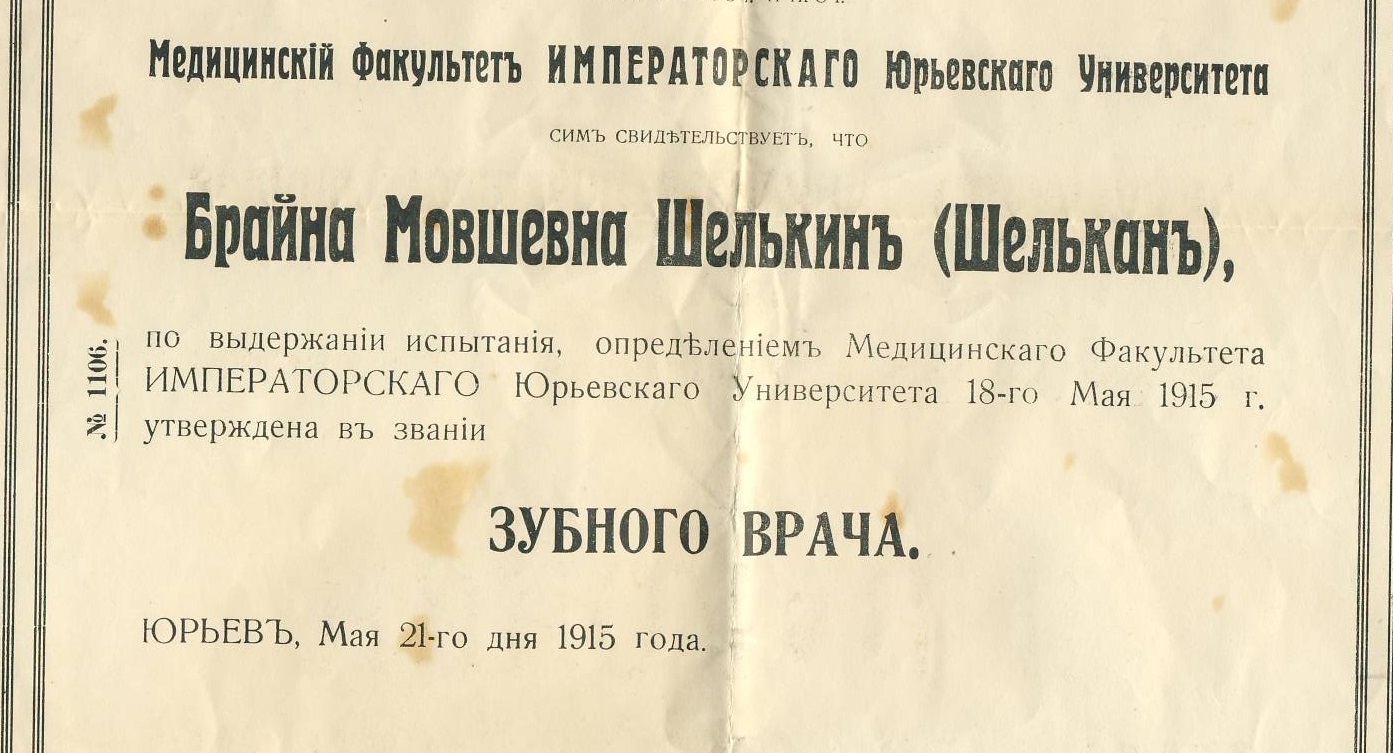 Медицинскій Факультетъ ИМПЕРАТОРСКАГО Юрьевскаго Университета
СИМЪ СВИДѢТЕЛЬСТВУЕТЪ, ЧТО
Брайна Мовшевна Шелькинъ (Шельканъ),
№ 1106.
по выдержаніи испытанія, опредѣленіемъ Медицинскаго Факультета
ИМПЕРАТОРСКАГО Юрьевскаго Университета 18-го Мая 1915 г.
утверждена въ званіи
ЗУБНОГО ВРАЧА.
ЮРЬЕВЪ, Мая 21-го дня 1915 года.